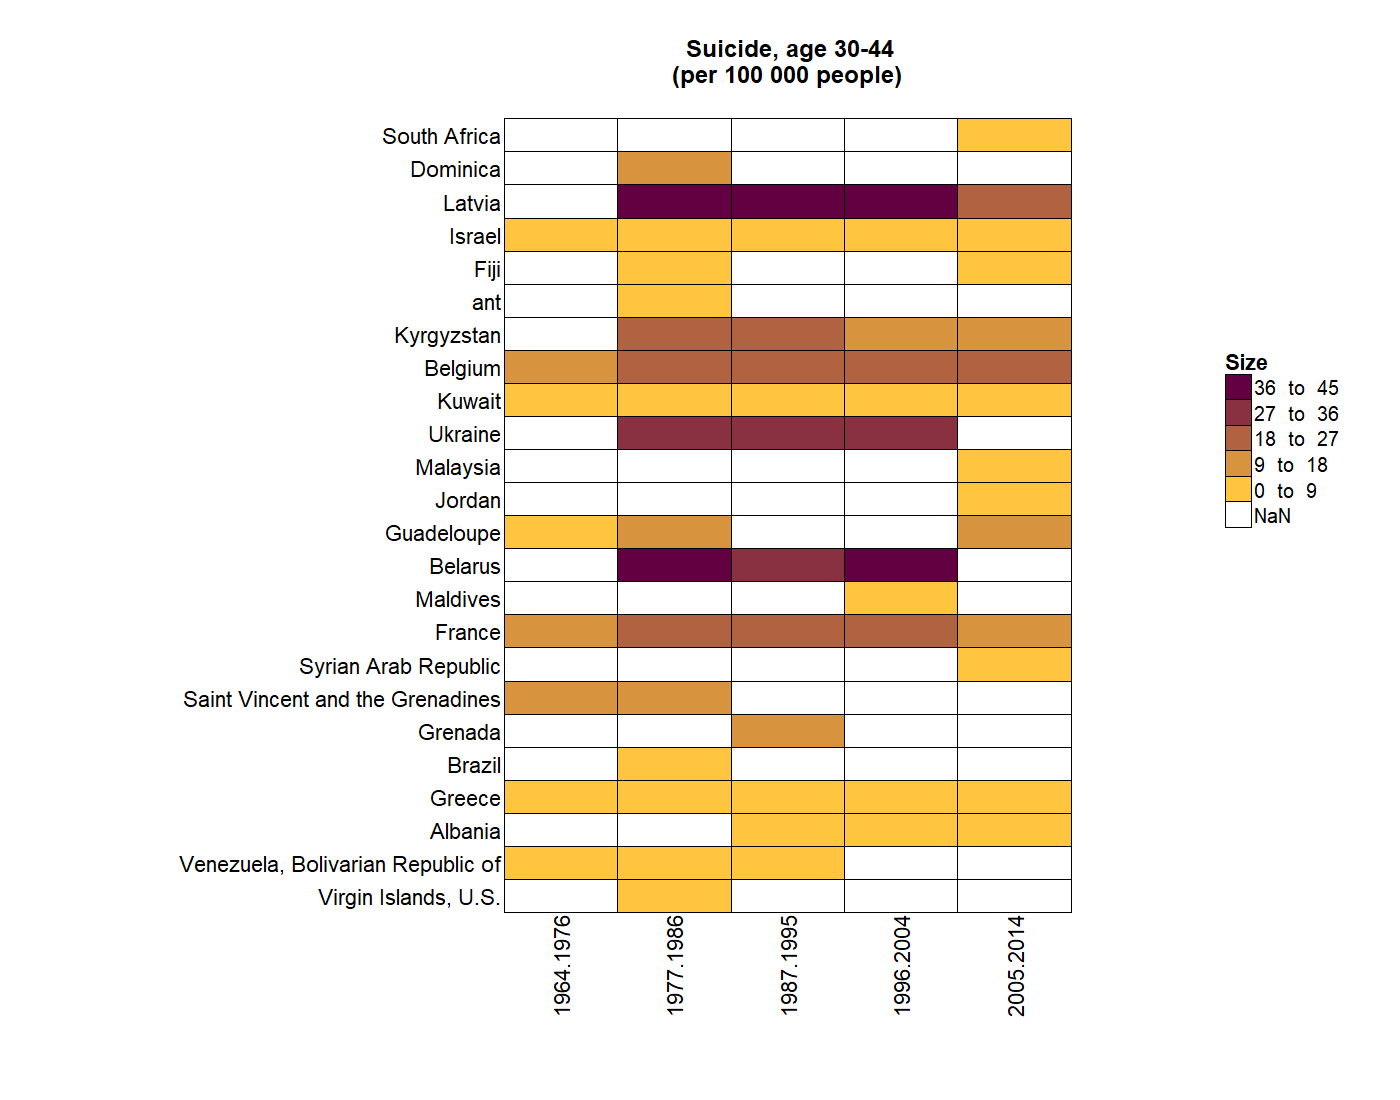 Suicide, age 30-44
(per 100 000 people)
South Africa
Dominica
Latvia
Israel
Fiji
ant
Kyrgyzstan
Belgium
Kuwait
Ukraine
Malaysia
Jordan
Guadeloupe
Belarus
Maldives
France
Syrian Arab Republic
Saint Vincent and the Grenadines
Grenada
Brazil
Greece
Albania
Venezuela, Bolivarian Republic of
Virgin Islands, U.S.
1964.1976
1977.1986
1987.1995
1996.2004
2005.2014
Size
36 to 45
27 to 36
18 to 27
9 to 18
0 to 9
NaN